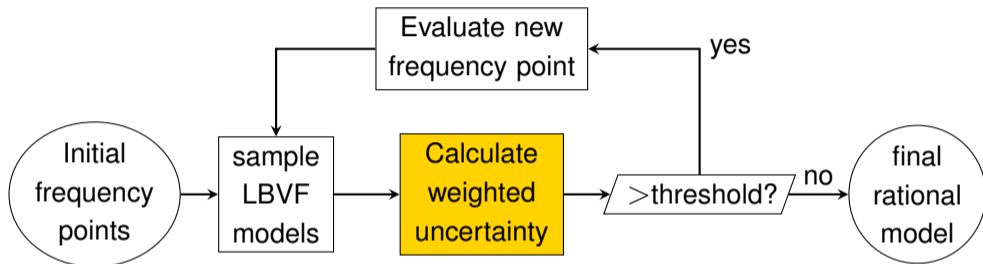 Evaluate new
frequency point
yes
Initial
frequency
points
sample
LBVF
models
Calculate
weighted
uncertainty
>threshold?
no
final
rational
model